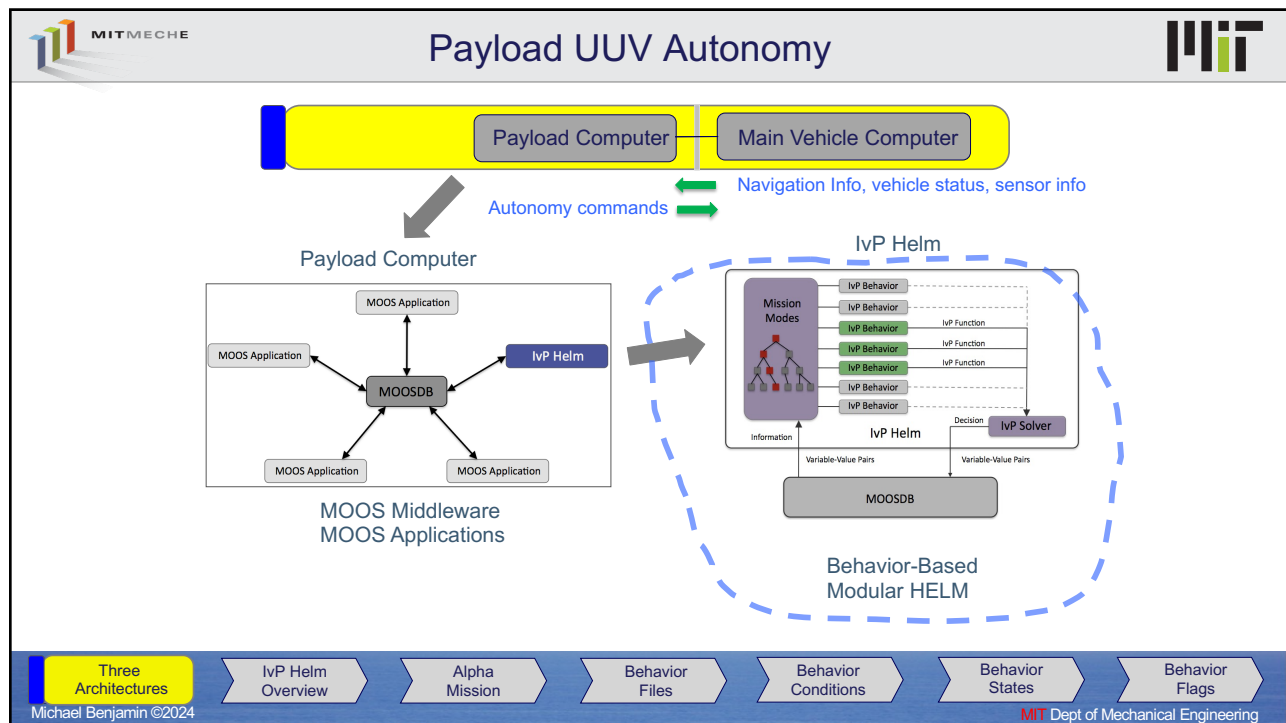 MITMECHE
Payload UUV Autonomy
MIT
Payload Computer
Main Vehicle Computer
Navigation Info, vehicle status, sensor info
Autonomy commands
Payload Computer
MOOS Application
MOOS Application
IvP Helm
MOOSDB
MOOS Application
MOOS Application
MOOS Middleware
MOOS Applications
IvP Helm
Mission
Modes
IvP Behavior
IvP Behavior
IvP Behavior
IvP Function
IvP Behavior
IvP Function
IvP Behavior
IvP Function
IvP Behavior
IvP Behavior
Decision
IvP Solver
IvP Helm
Information
Variable-Value Pairs
Variable-Value Pairs
MOOSDB
Behavior-Based
Modular HELM
Three
Architectures
IvP Helm
Overview
Alpha
Mission
Behavior
Files
Behavior
Conditions
Behavior
States
Behavior
Flags
Michael Benjamin ©2024
MIT Dept of Mechanical Engineering